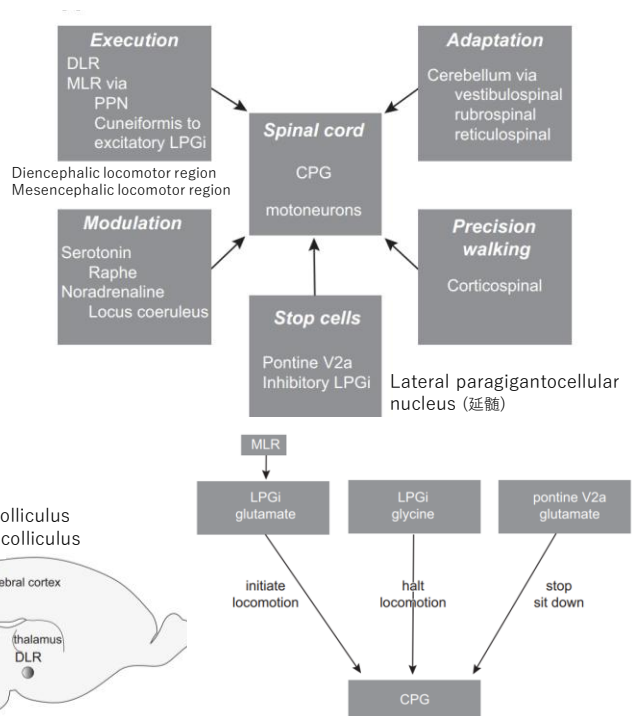 Execution
DLR
MLR via
PPN
Cuneiformis to
excitatory LPGi
Adaptation
Cerebellum via
vestibulospinal
rubrospinal
reticulospinal
Spinal cord
CPG
motoneurons
Diencephalic locomotor region
Mesencephalic locomotor region
Modulation
Serotonin
Raphe
Noradrenaline
Locus coeruleus
Precision
walking
Corticospinal
Stop cells
Pontine V2a
Inhibitory LPGi
Lateral paragigantocellular
nucleus (延髄)
MLR
LPGi
glutamate
LPGi
glycine
pontine V2a
glutamate
initiate
locomotion
halt
locomotion
stop
sit down
CPG
olliculus
colliculus
ebral cortex
thalamus
DLR